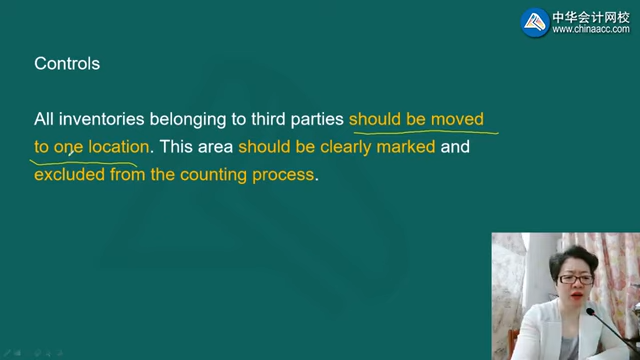 中华会计网校
www.chinaacc.com
Controls
All inventories belonging to third parties should be moved
to one location. This area should be clearly marked and
excluded from the counting process.